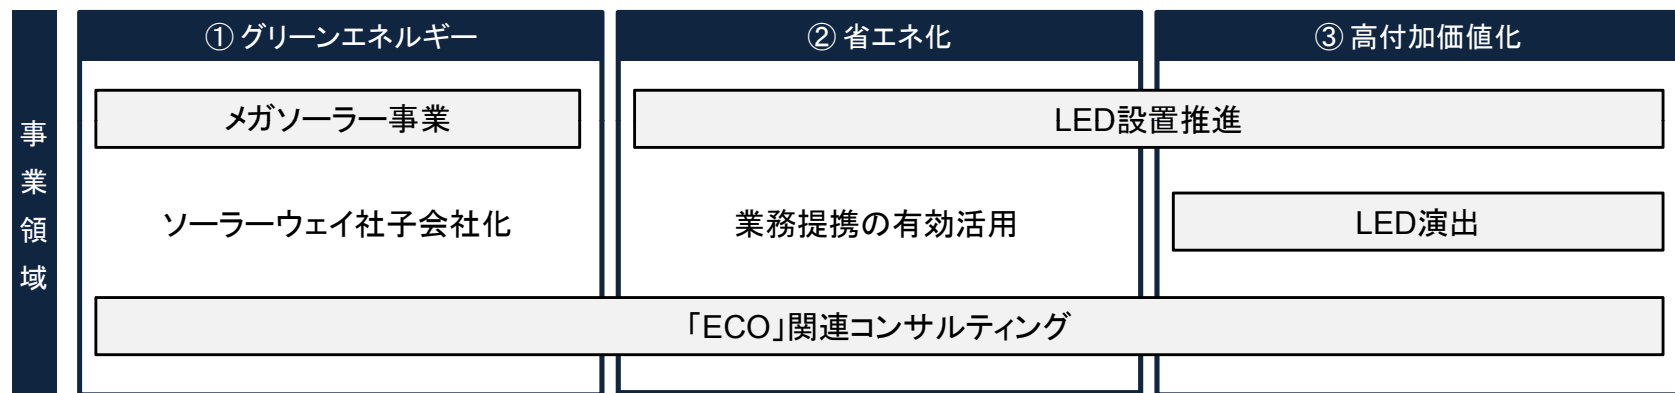 事業領域
① グリーンエネルギー
② 省エネ化
③ 高付加価値化
メガソーラー事業
LED設置推進
ソーラーウェイ社子会社化
業務提携の有効活用
LED演出
「ECO」関連コンサルティング